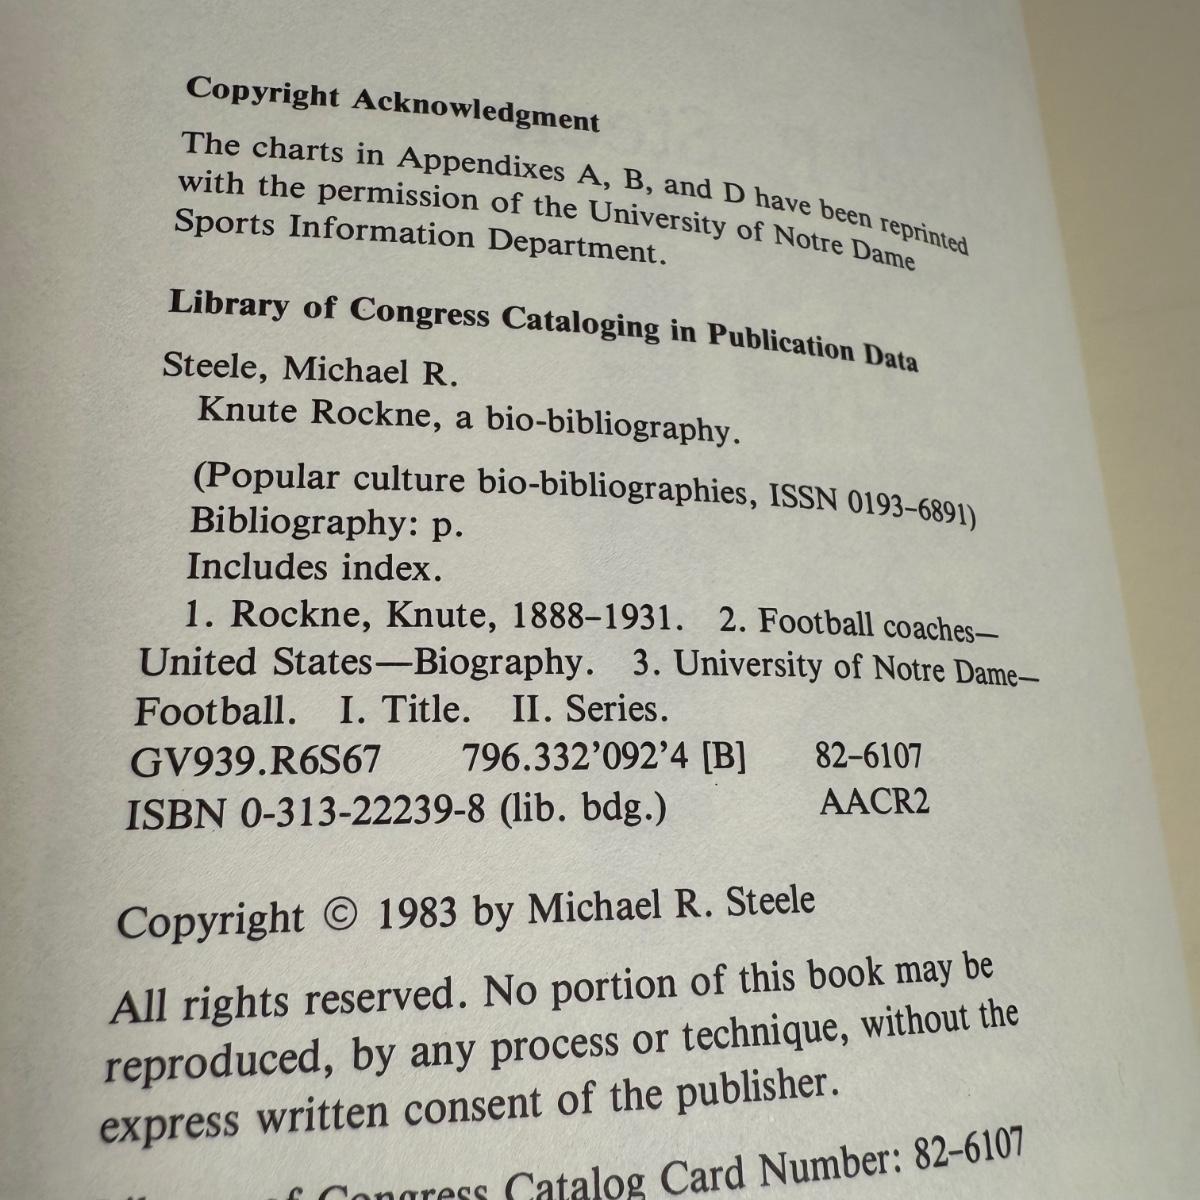 Copyright Acknowledgment
The charts in Appendixes A, B, and D have been reprinted
with the permission of the University of Notre Dame
Sports Information Department.
Library of Congress Cataloging in Publication Data
Steele, Michael R.
Knute Rockne, a bio-bibliography.
(Popular culture bio-bibliographies, ISSN 0193–6891)
Bibliography: p.
Includes index.
1. Rockne, Knute, 1888–1931. 2. Football coaches—
United States—Biography. 3. University of Notre Dame—
Football. I. Title. II. Series.
GV939.R6S67 796.332’092’4 [B] 82–6107
ISBN 0-313-22239-8 (lib. bdg.) AACR2
Copyright © 1983 by Michael R. Steele
All rights reserved. No portion of this book may be
reproduced, by any process or technique, without the
express written consent of the publisher.
of Congress Catalog Card Number: 82–6107